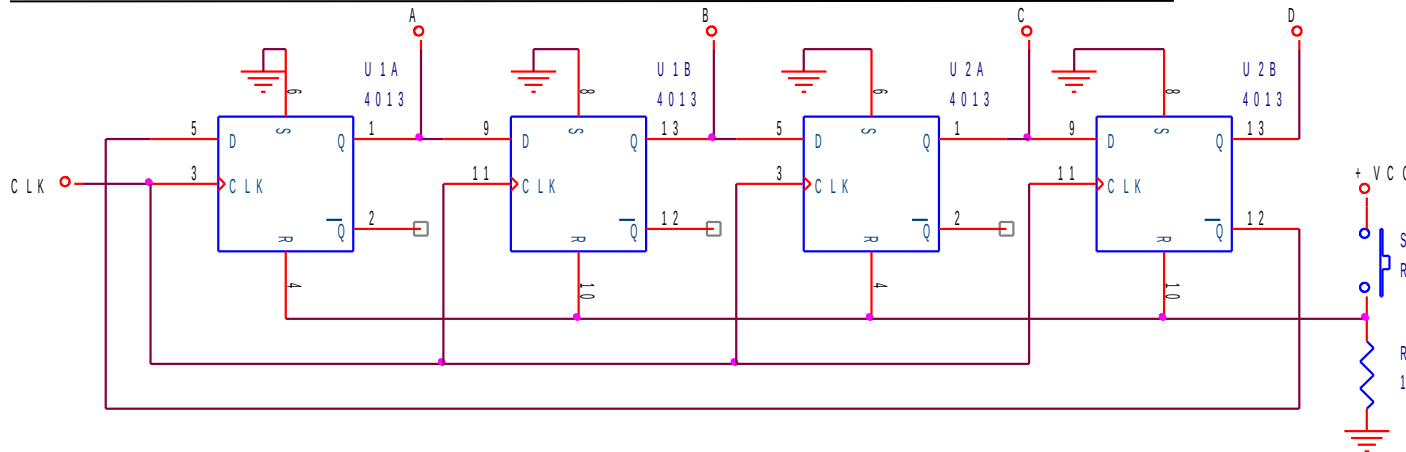 A B C D
U1A U1B U2A U2B
4013 4013 4013 4013
6 8 6 8
S S S S
5 D Q 1 9 D Q 13 5 D Q 1 9 D Q 13
CLK 3 CLK 11 CLK 3 CLK 11 CLK
+VCC
Q 2 Q 12 Q 2 Q 12
R R R R
S
R
4 10 4 10
R
1